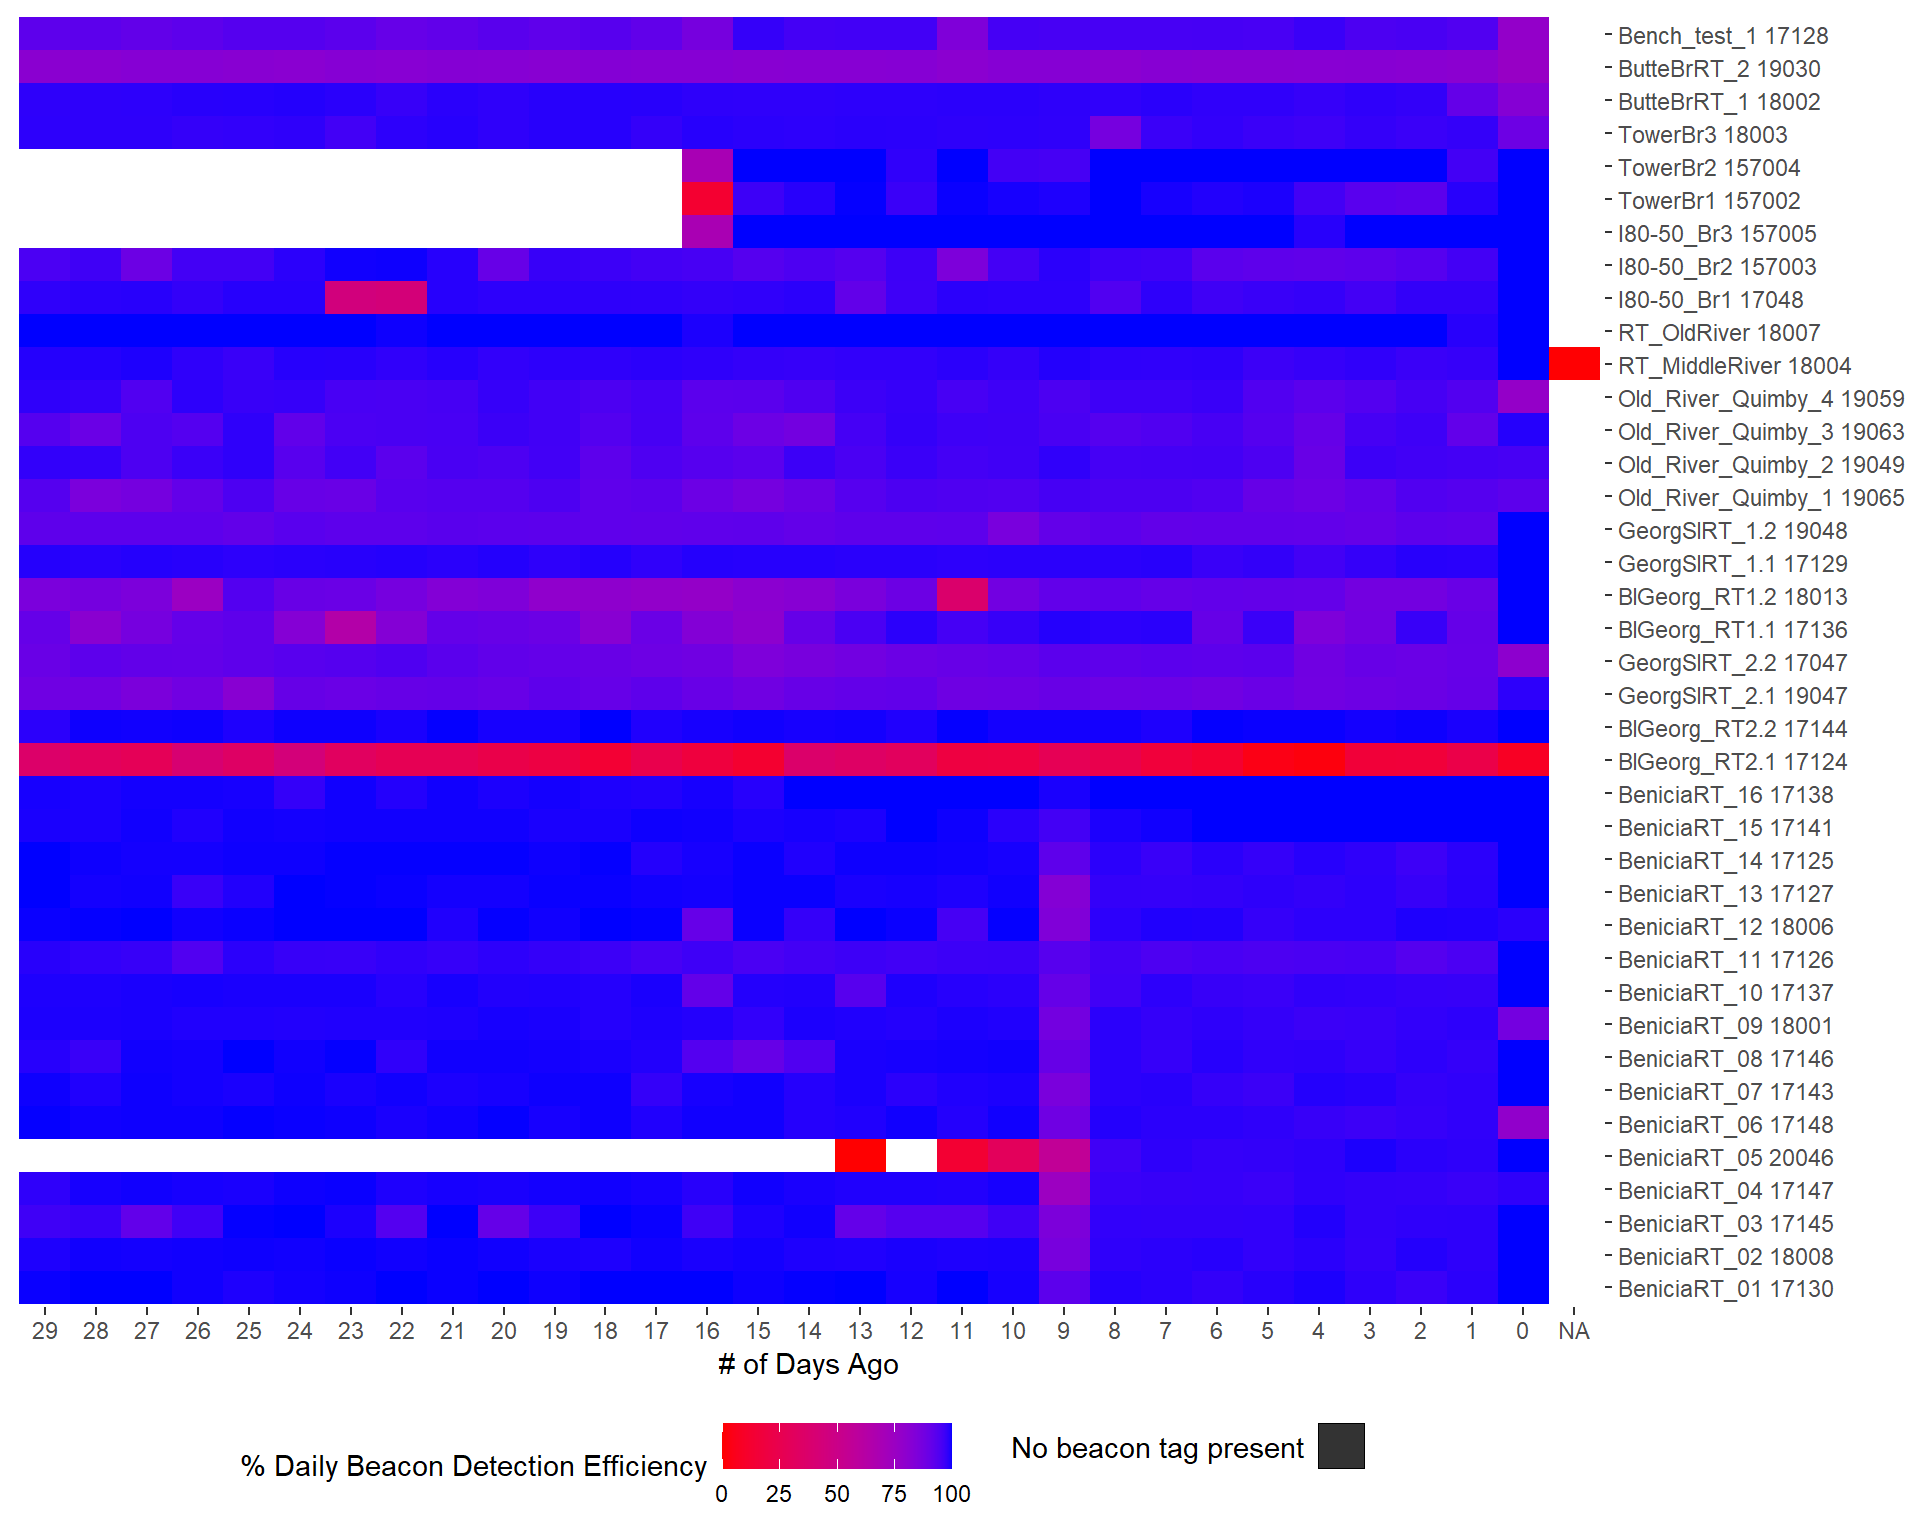 Bench_test_1 17128
ButteBrRT_2 19030
ButteBrRT_1 18002
TowerBr3 18003
TowerBr2 157004
TowerBr1 157002
I80-50_Br3 157005
I80-50_Br2 157003
I80-50_Br1 17048
RT_OldRiver 18007
RT_MiddleRiver 18004
Old_River_Quimby_4 19059
Old_River_Quimby_3 19063
Old_River_Quimby_2 19049
Old_River_Quimby_1 19065
GeorgSlRT_1.2 19048
GeorgSlRT_1.1 17129
BlGeorg_RT1.2 18013
BlGeorg_RT1.1 17136
GeorgSlRT_2.2 17047
GeorgSlRT_2.1 19047
BlGeorg_RT2.2 17144
BlGeorg_RT2.1 17124
BeniciaRT_16 17138
BeniciaRT_15 17141
BeniciaRT_14 17125
BeniciaRT_13 17127
BeniciaRT_12 18006
BeniciaRT_11 17126
BeniciaRT_10 17137
BeniciaRT_09 18001
BeniciaRT_08 17146
BeniciaRT_07 17143
BeniciaRT_06 17148
BeniciaRT_05 20046
BeniciaRT_04 17147
BeniciaRT_03 17145
BeniciaRT_02 18008
BeniciaRT_01 17130
29 28 27 26 25 24 23 22 21 20 19 18 17 16 15 14 13 12 11 10 9 8 7 6 5 4 3 2 1 0 NA
# of Days Ago
% Daily Beacon Detection Efficiency
0 25 50 75 100
No beacon tag present